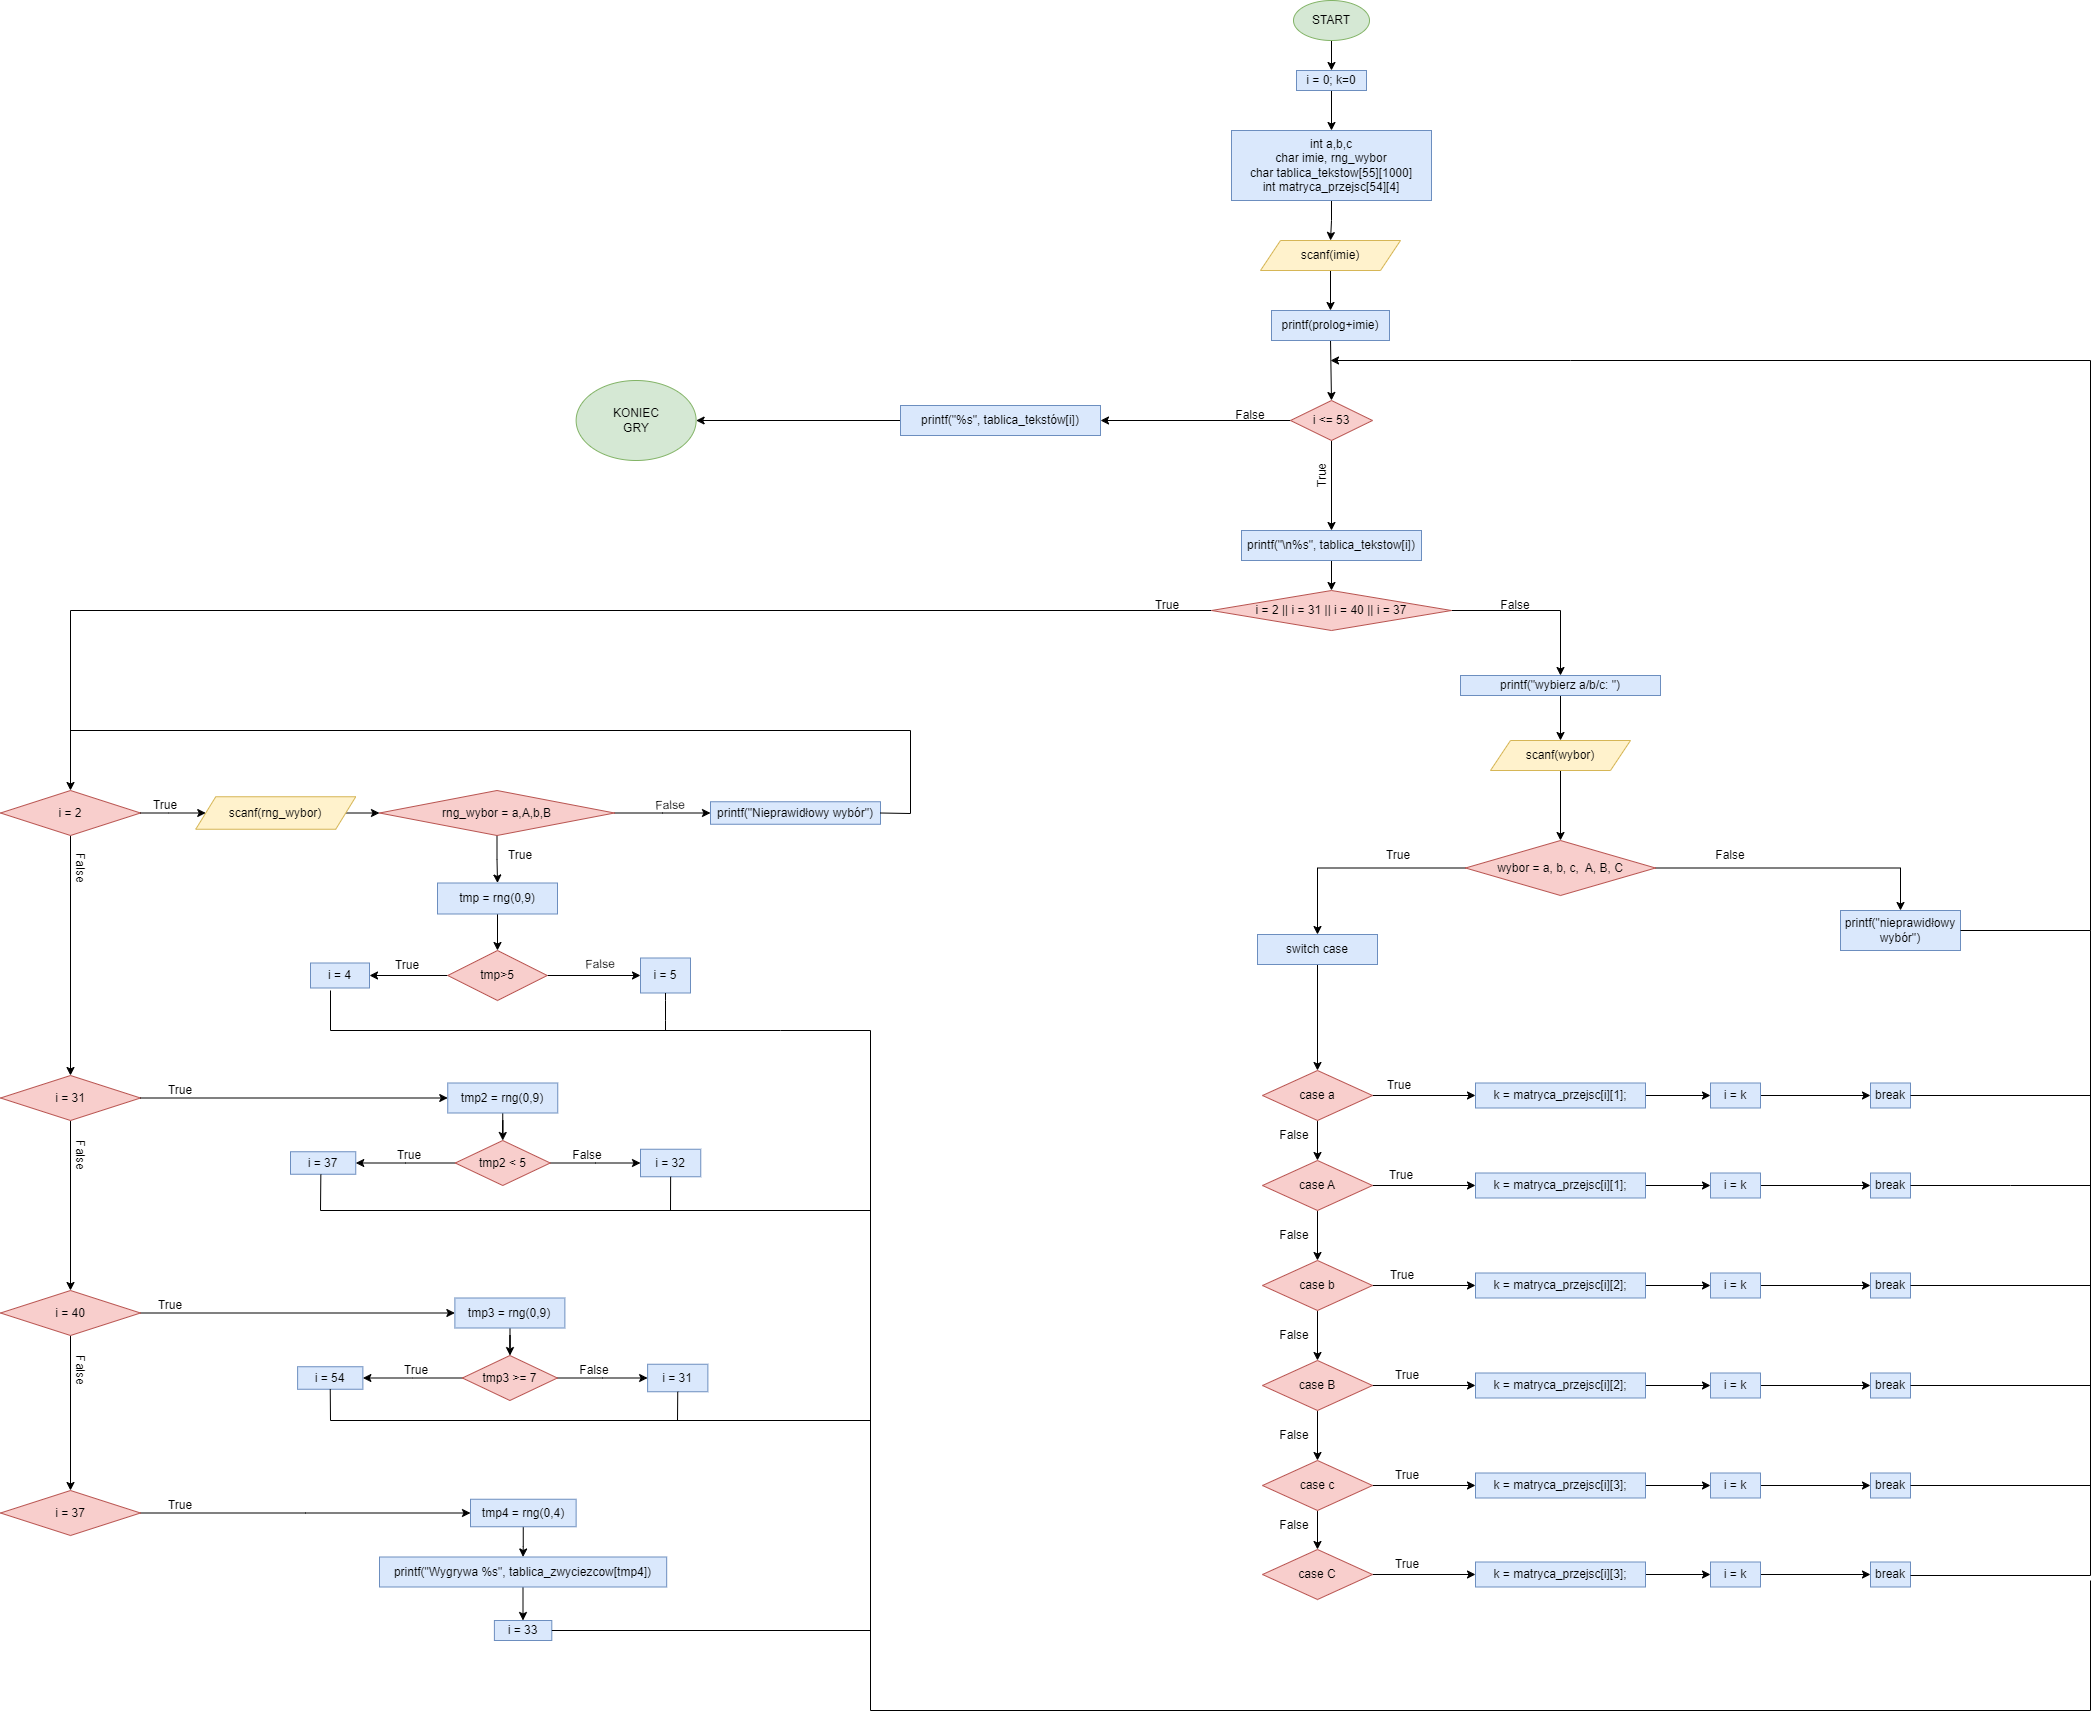 START
i = 0; k=0
int a,b,c
char imie, rng_wybor
char tablica_tekstow[55][1000]
int matryca_przejsc[54][4]
scanf(imie)
printf(prolog+imie)
KONIEC
GRY
printf("%s", tablica_tekstów[i])
False
i <= 53
True
printf("\n%s", tablica_tekstow[i])
True
i = 2 || i = 31 || i = 40 || i = 37
False
printf("wybierz a/b/c: ")
scanf(wybor)
i = 2
True
scanf(rng_wybor)
rng_wybor = a,A,b,B
False
printf("Nieprawidłowy wybór")
False
True
tmp = rng(0,9)
i = 4
True
tmp>5
False
i = 5
True
wybor = a, b, c,  A, B, C
False
printf("nieprawidłowy
wybór")
switch case
i = 31
True
tmp2 = rng(0,9)
False
i = 37
True
tmp2 < 5
False
i = 32
i = 40
True
tmp3 = rng(0,9)
False
i = 54
True
tmp3 >= 7
False
i = 31
i = 37
True
tmp4 = rng(0,4)
printf("Wygrywa %s", tablica_zwyciezcow[tmp4])
i = 33
case a
True
k = matryca_przejsc[i][1];
i = k
break
False
case A
True
k = matryca_przejsc[i][1];
i = k
break
False
case b
True
k = matryca_przejsc[i][2];
i = k
break
False
case B
True
k = matryca_przejsc[i][2];
i = k
break
False
case c
True
k = matryca_przejsc[i][3];
i = k
break
False
case C
True
k = matryca_przejsc[i][3];
i = k
break